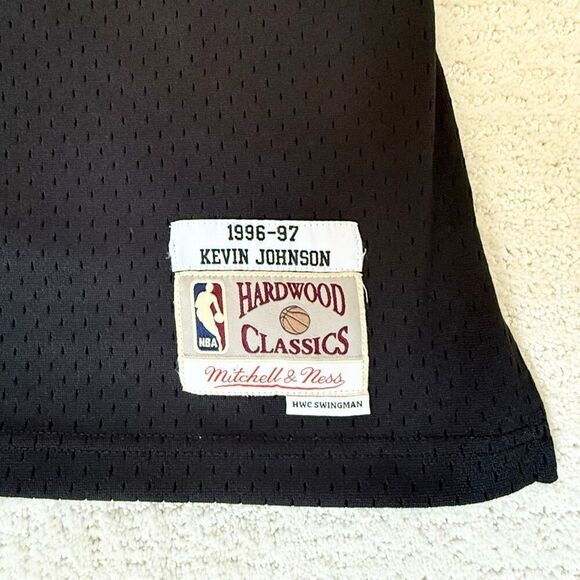 1996-97
KEVIN JOHNSON
NBA
HARDWOOD
CLASSICS
Mitchell & Ness
HWC SWINGMAN